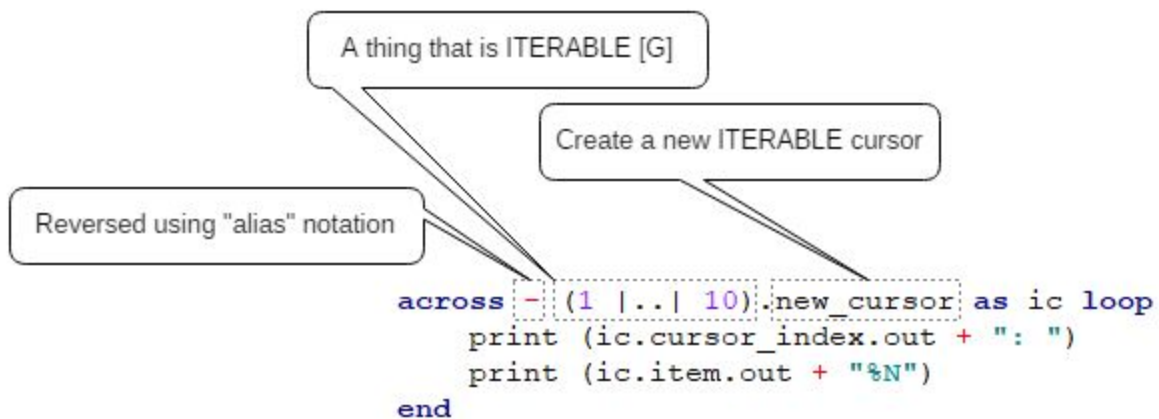 A thing that is ITERABLE [G]
Create a new ITERABLE cursor
Reversed using "alias" notation
across - (1 |..| 10).new_cursor as ic loop
print (ic.cursor_index.out + ": ")
print (ic.item.out + "%N")
end